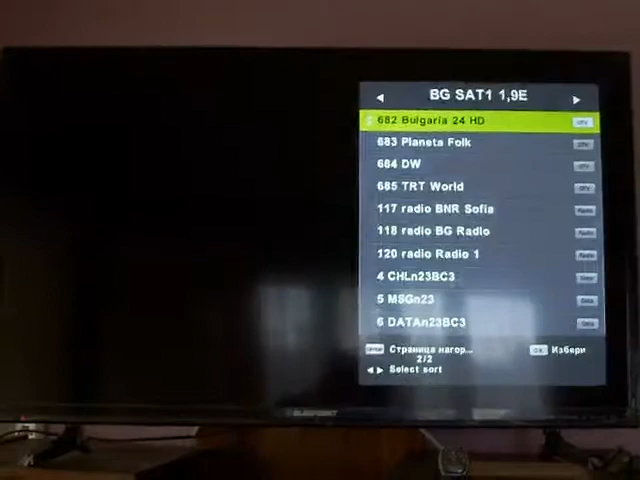 BG SAT1 1,9E
682 Bulgaria 24 HD
683 Planeta Folk
684 DW
685 TRT World
117 radio BNR Sofia
118 radio BG Radio
120 radio Radio 1
4 CHLn23BC3
5 MSGn23
6 DATAn23BC3
Страница нагор...
OK Избери
2/2
Select sort
BLAUPUNKT